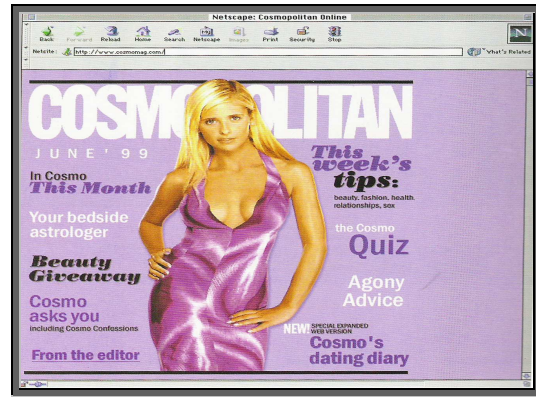 Netscape: Cosmopolitan Online
Back Forward Reload Home Search Netscape Images Print Security Stop
Netsite: http://www.cosmomag.com/ What's Related
COSMOPOLITAN
JUNE '99
In Cosmo
This Month
Your bedside
astrologer
Beauty
Giveaway
Cosmo
asks you
including Cosmo Confessions
From the editor
This
week's
tips:
beauty, fashion, health
relationships, sex
the Cosmo
Quiz
Agony
Advice
NEW! SPECIAL EXPANDED
WEB VERSION
Cosmo's
dating diary